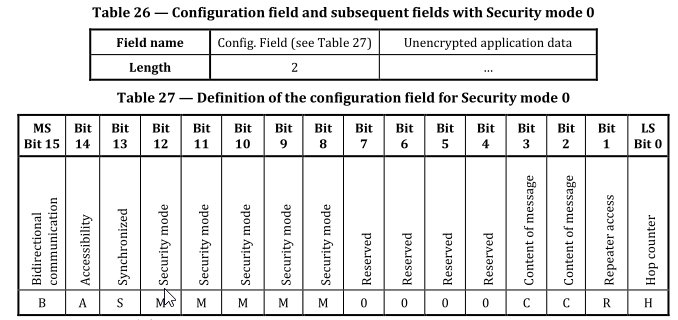 Table 26 — Configuration field and subsequent fields with Security mode 0
Field name Config. Field (see Table 27) Unencrypted application data
Length 2 ...
Table 27 — Definition of the configuration field for Security mode 0
MS Bit 15 Bit 14 Bit 13 Bit 12 Bit 11 Bit 10 Bit 9 Bit 8 Bit 7 Bit 6 Bit 5 Bit 4 Bit 3 Bit 2 Bit 1 LS Bit 0
Bidirectional communication Accessibility Synchronized Security mode Security mode Security mode Security mode Security mode Reserved Reserved Reserved Reserved Content of message Content of message Repeater access Hop counter
B A S M M M M M 0 0 0 0 C C R H